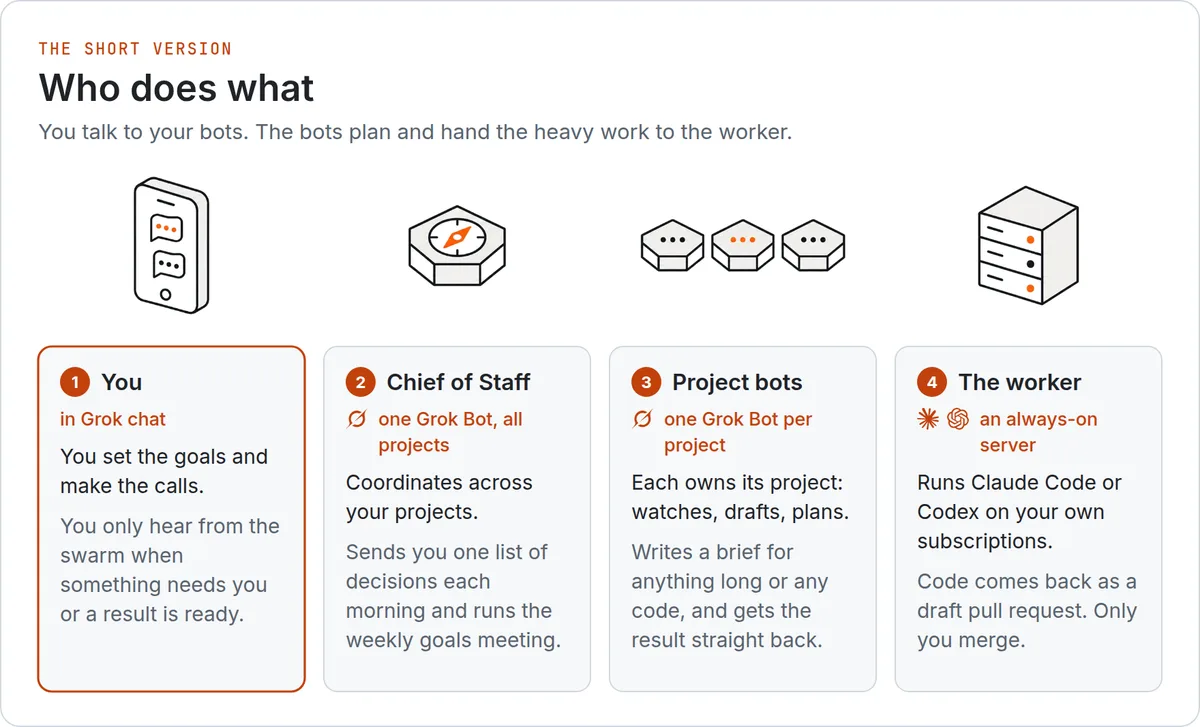 THE SHORT VERSION
Who does what
You talk to your bots. The bots plan and hand the heavy work to the worker.
1 You
in Grok chat
You set the goals and
make the calls.
You only hear from the
swarm when
something needs you
or a result is ready.
2 Chief of Staff
one Grok Bot, all
projects
Coordinates across
your projects.
Sends you one list of
decisions each
morning and runs the
weekly goals meeting.
3 Project bots
one Grok Bot per
project
Each owns its project:
watches, drafts, plans.
Writes a brief for
anything long or any
code, and gets the
result straight back.
4 The worker
an always-on
server
Runs Claude Code or
Codex on your own
subscriptions.
Code comes back as a
draft pull request. Only
you merge.